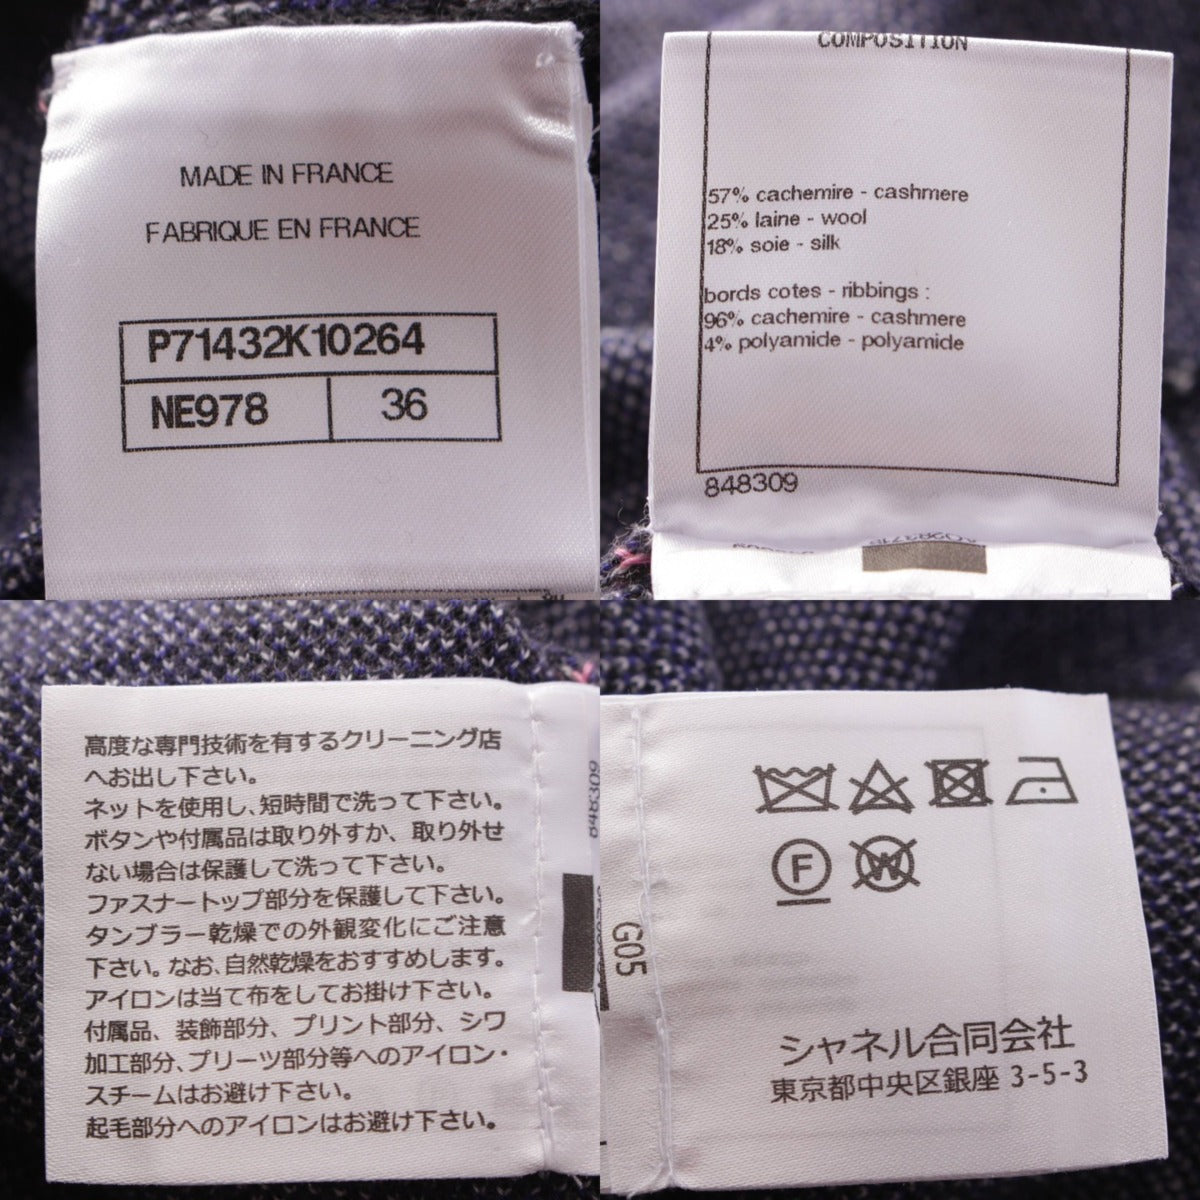 MADE IN FRANCE
FABRIQUE EN FRANCE
P71432K10264
NE978 36
COMPOSITION
57% cachemire - cashmere
25% laine - wool
18% soie - silk
bords cotes - ribbings :
96% cachemire - cashmere
4% polyamide - polyamide
848309
高度な専門技術を有するクリーニング店
へお出し下さい。
ネットを使用し、短時間で洗って下さい。
ボタンや付属品は取り外すか、取り外せ
ない場合は保護して洗って下さい。
ファスナートップ部分を保護して下さい。
タンブラー乾燥での外観変化にご注意
下さい。なお、自然乾燥をおすすめします。
アイロンは当て布をしてお掛け下さい。
付属品、装飾部分、プリント部分、シワ
加工部分、プリーツ部分等へのアイロン・
スチームはお避け下さい。
起毛部分へのアイロンはお避け下さい。
848309
G05
F W
シャネル合同会社
東京都中央区銀座 3-5-3